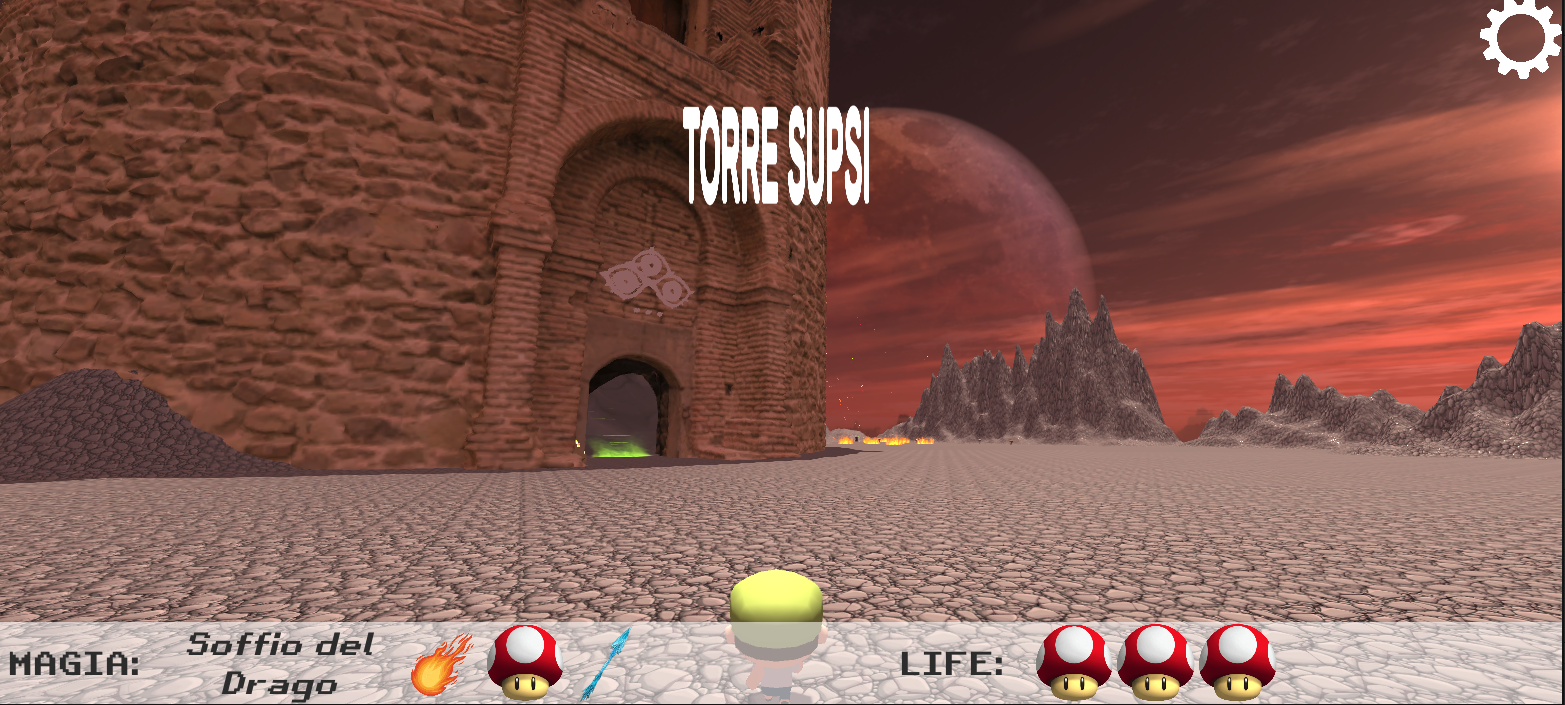 TORRE SUPSI
MAGIA:
Soffio del
Drago
LIFE: